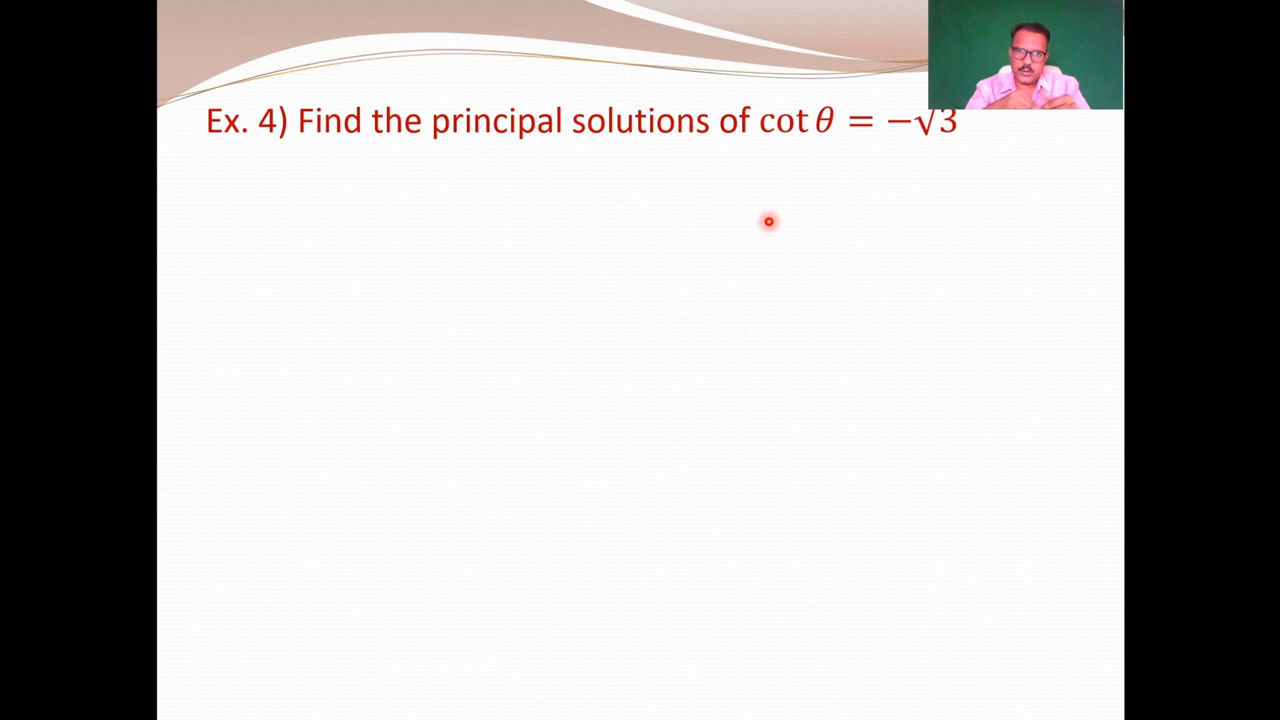 Ex. 4) Find the principal solutions of cot θ = −√3